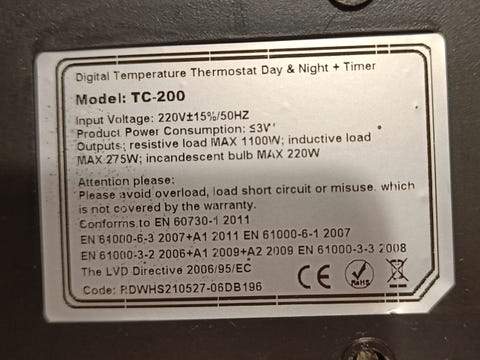 Digital Temperature Thermostat Day & Night + Timer
Model: TC-200
Input Voltage: 220V±15%/50HZ
Product Power Consumption: ≤3V
Outputs: resistive load MAX 1100W; inductive load
MAX 275W; incandescent bulb MAX 220W
Attention please:
Please avoid overload, load short circuit or misuse, which
is not covered by the warranty.
Conforms to EN 60730-1 2011
EN 61000-6-3 2007+A1 2011 EN 61000-6-1 2007
EN 61000-3-2 2006+A1 2009+A2 2009 EN 61000-3-3 2008
The LVD Directive 2006/95/EC
CE RoHS
Code: RDWHS210527-06DB196